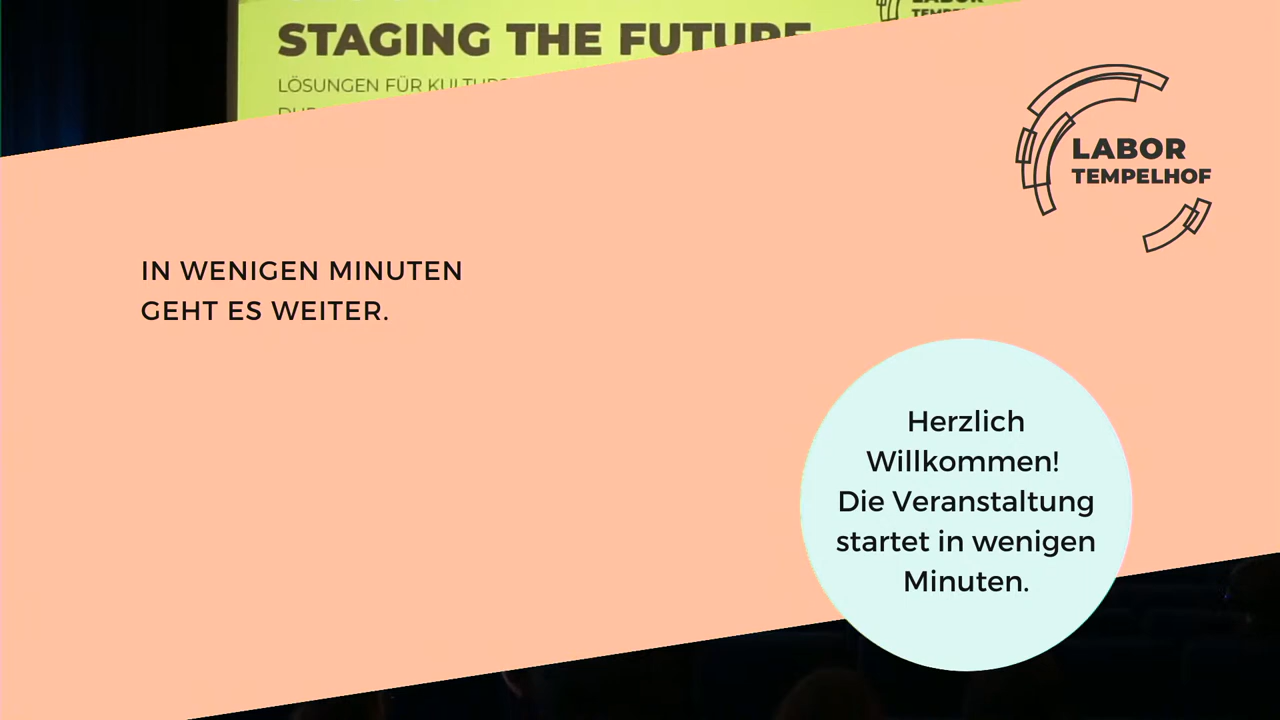 STAGING THE FUTURE
LÖSUNGEN FÜR
LABOR
TEMPELHOF
IN WENIGEN MINUTEN
GEHT ES WEITER.
Herzlich
Willkommen!
Die Veranstaltung
startet in wenigen
Minuten.